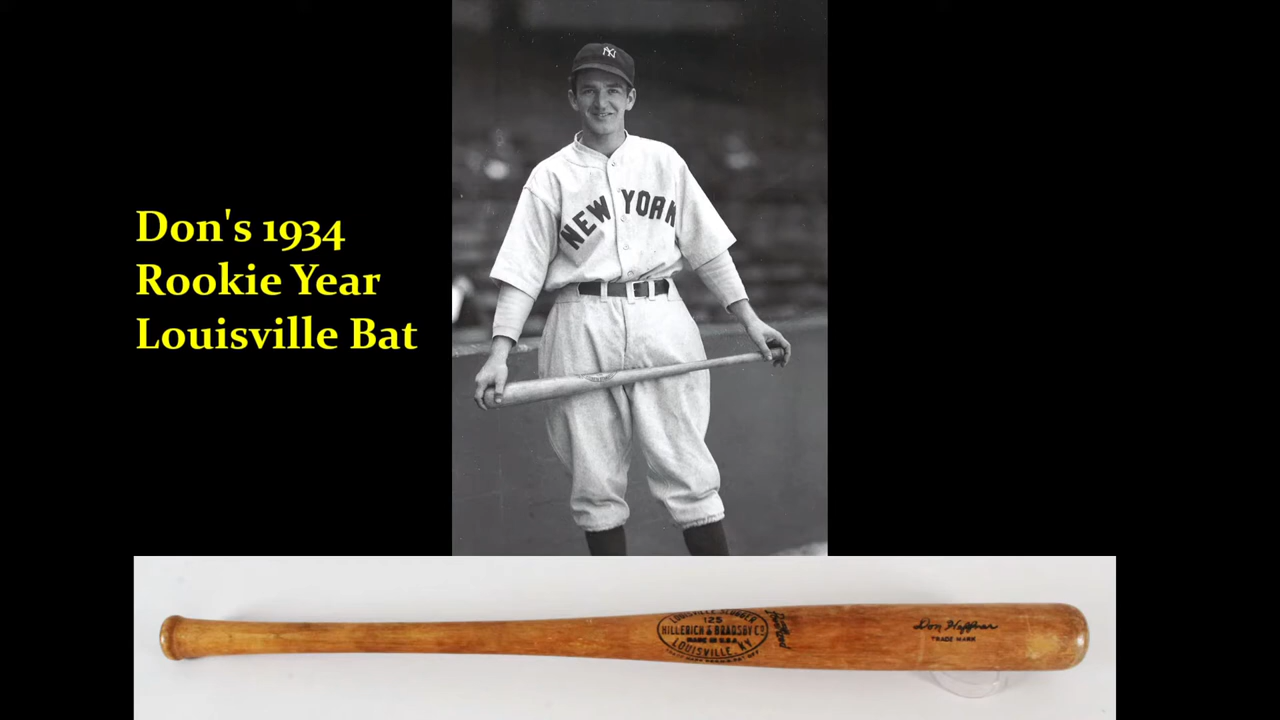 Don's 1934
Rookie Year
Louisville Bat
NY
NEW YORK
LOUISVILLE SLUGGER
125
HILLERICH & BRADSBY Co
MADE IN U.S.A.
LOUISVILLE, KY.
Don Heffner
TRADE MARK